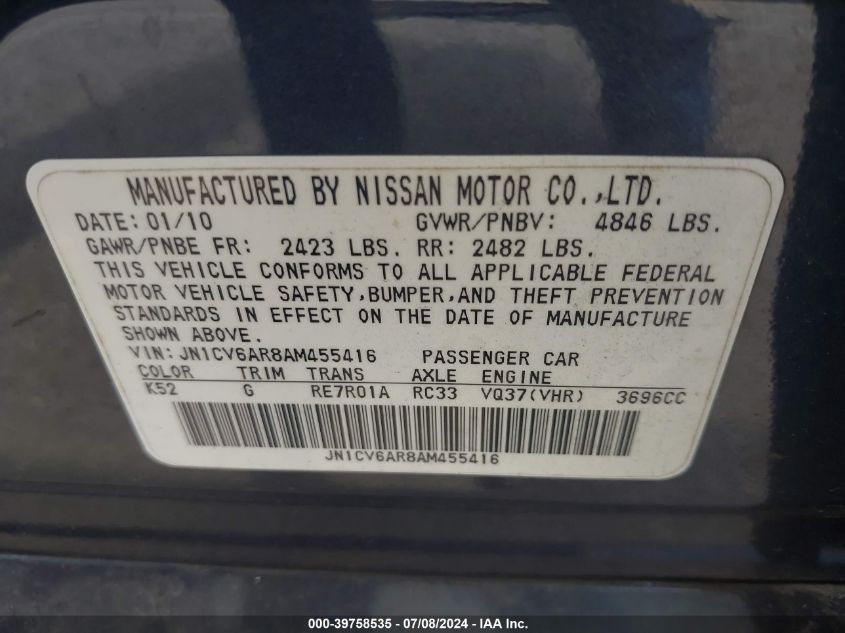 MANUFACTURED BY NISSAN MOTOR CO.,LTD.
DATE: 01/10 GVWR/PNBV: 4846 LBS.
GAWR/PNBE FR: 2423 LBS. RR: 2482 LBS.
THIS VEHICLE CONFORMS TO ALL APPLICABLE FEDERAL
MOTOR VEHICLE SAFETY,BUMPER,AND THEFT PREVENTION
STANDARDS IN EFFECT ON THE DATE OF MANUFACTURE
SHOWN ABOVE.
VIN: JN1CV6AR8AM455416 PASSENGER CAR
COLOR TRIM TRANS AXLE ENGINE
K52 G RE7R01A RC33 VQ37(VHR) 3696CC
JN1CV6AR8AM455416
000-39758535 - 07/08/2024 - IAA Inc.